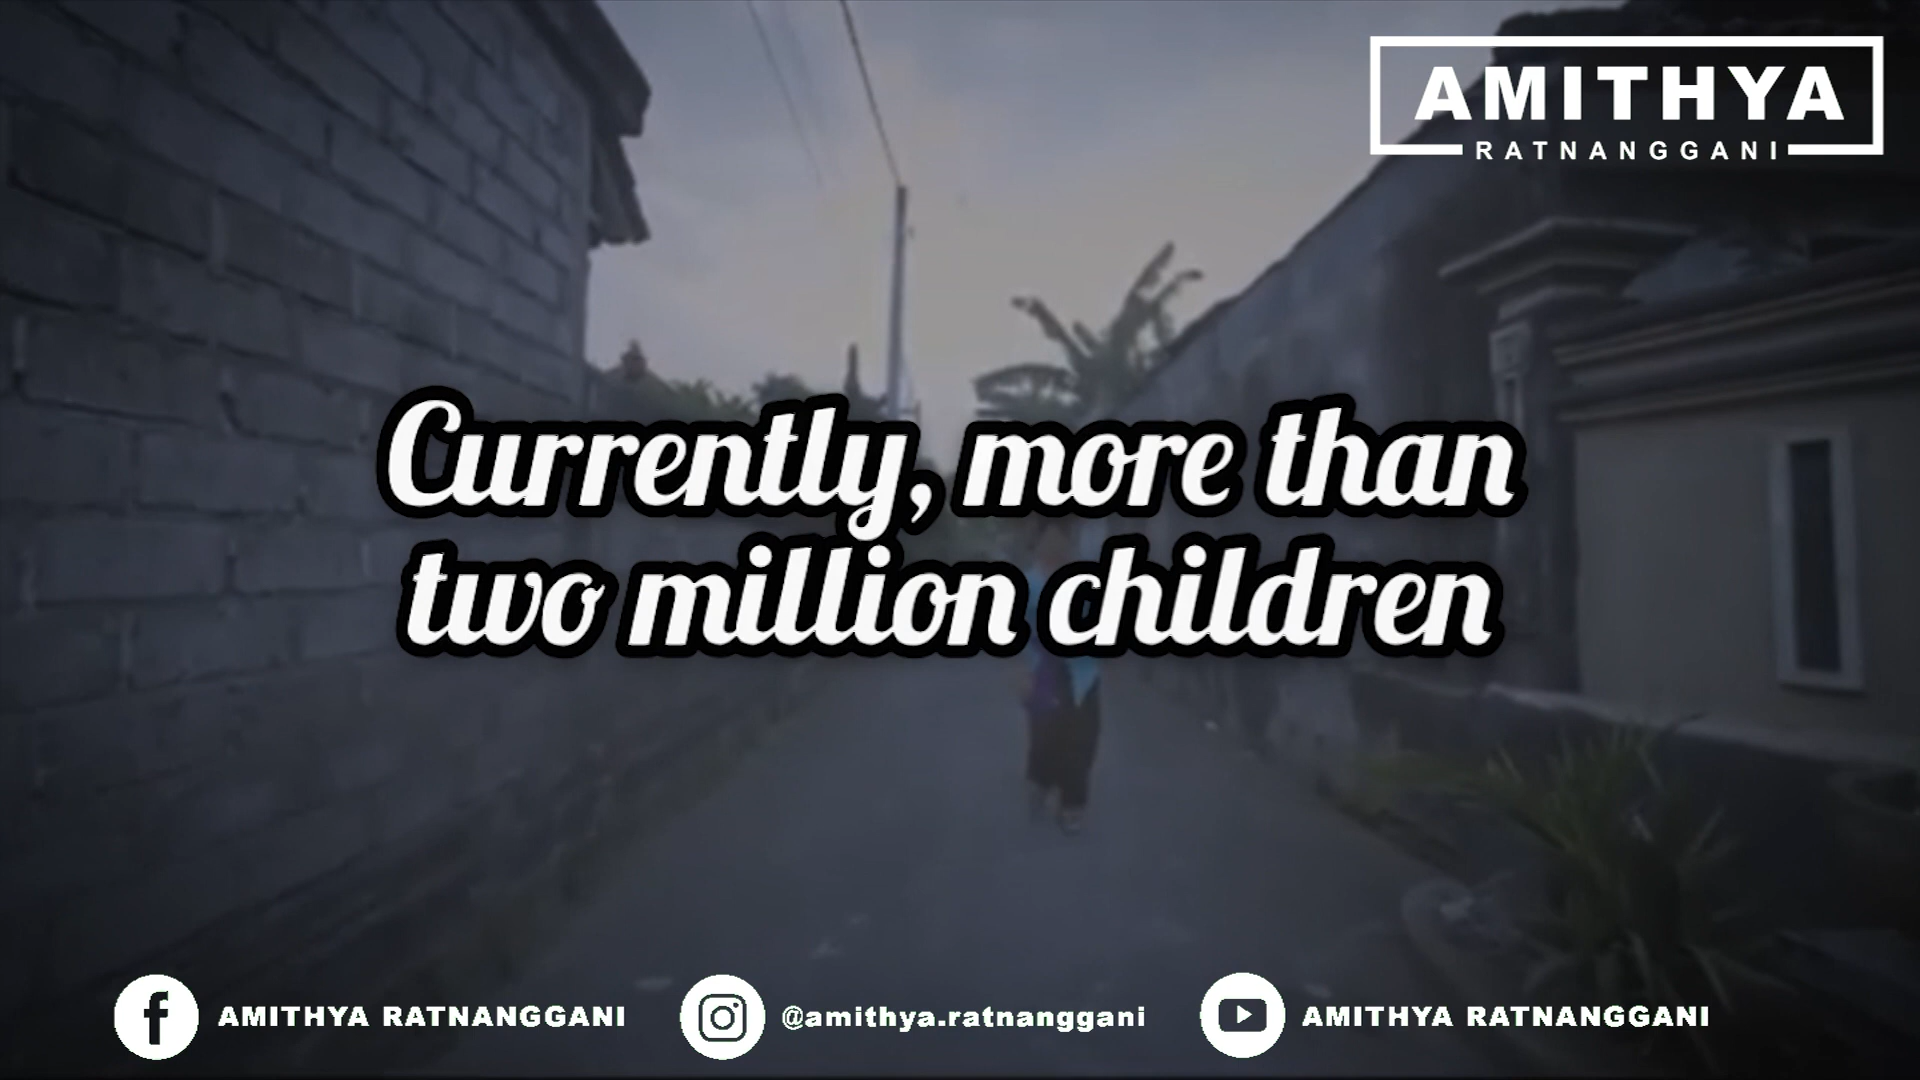 AMITHYA
RATNANGGANI
Currently, more than
two million children
AMITHYA RATNANGGANI
@amithya.ratnanggani
AMITHYA RATNANGGANI